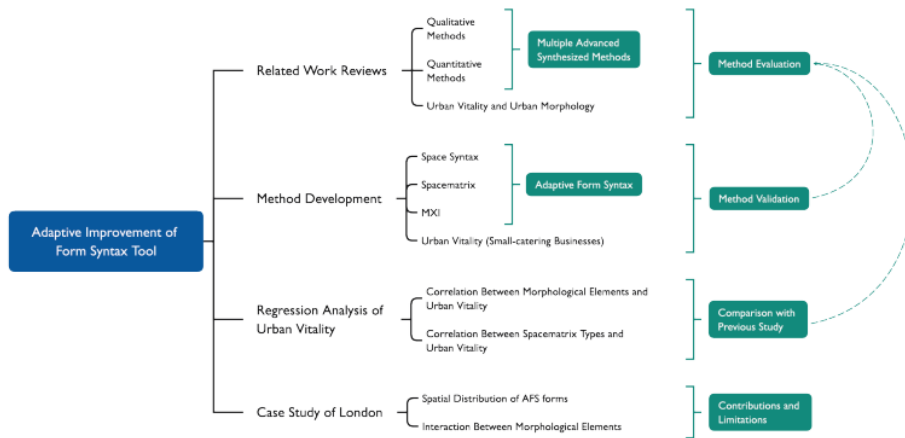 Adaptive Improvement of
Form Syntax Tool
Related Work Reviews
Qualitative
Methods
Quantitative
Methods
Urban Vitality and Urban Morphology
Multiple Advanced
Synthesized Methods
Method Evaluation
Method Development
Space Syntax
Spacematrix
MXI
Urban Vitality (Small-catering Businesses)
Adaptive Form Syntax
Method Validation
Regression Analysis of
Urban Vitality
Correlation Between Morphological Elements and
Urban Vitality
Correlation Between Spacematrix Types and
Urban Vitality
Comparison with
Previous Study
Case Study of London
Spatial Distribution of AFS forms
Interaction Between Morphological Elements
Contributions and
Limitations